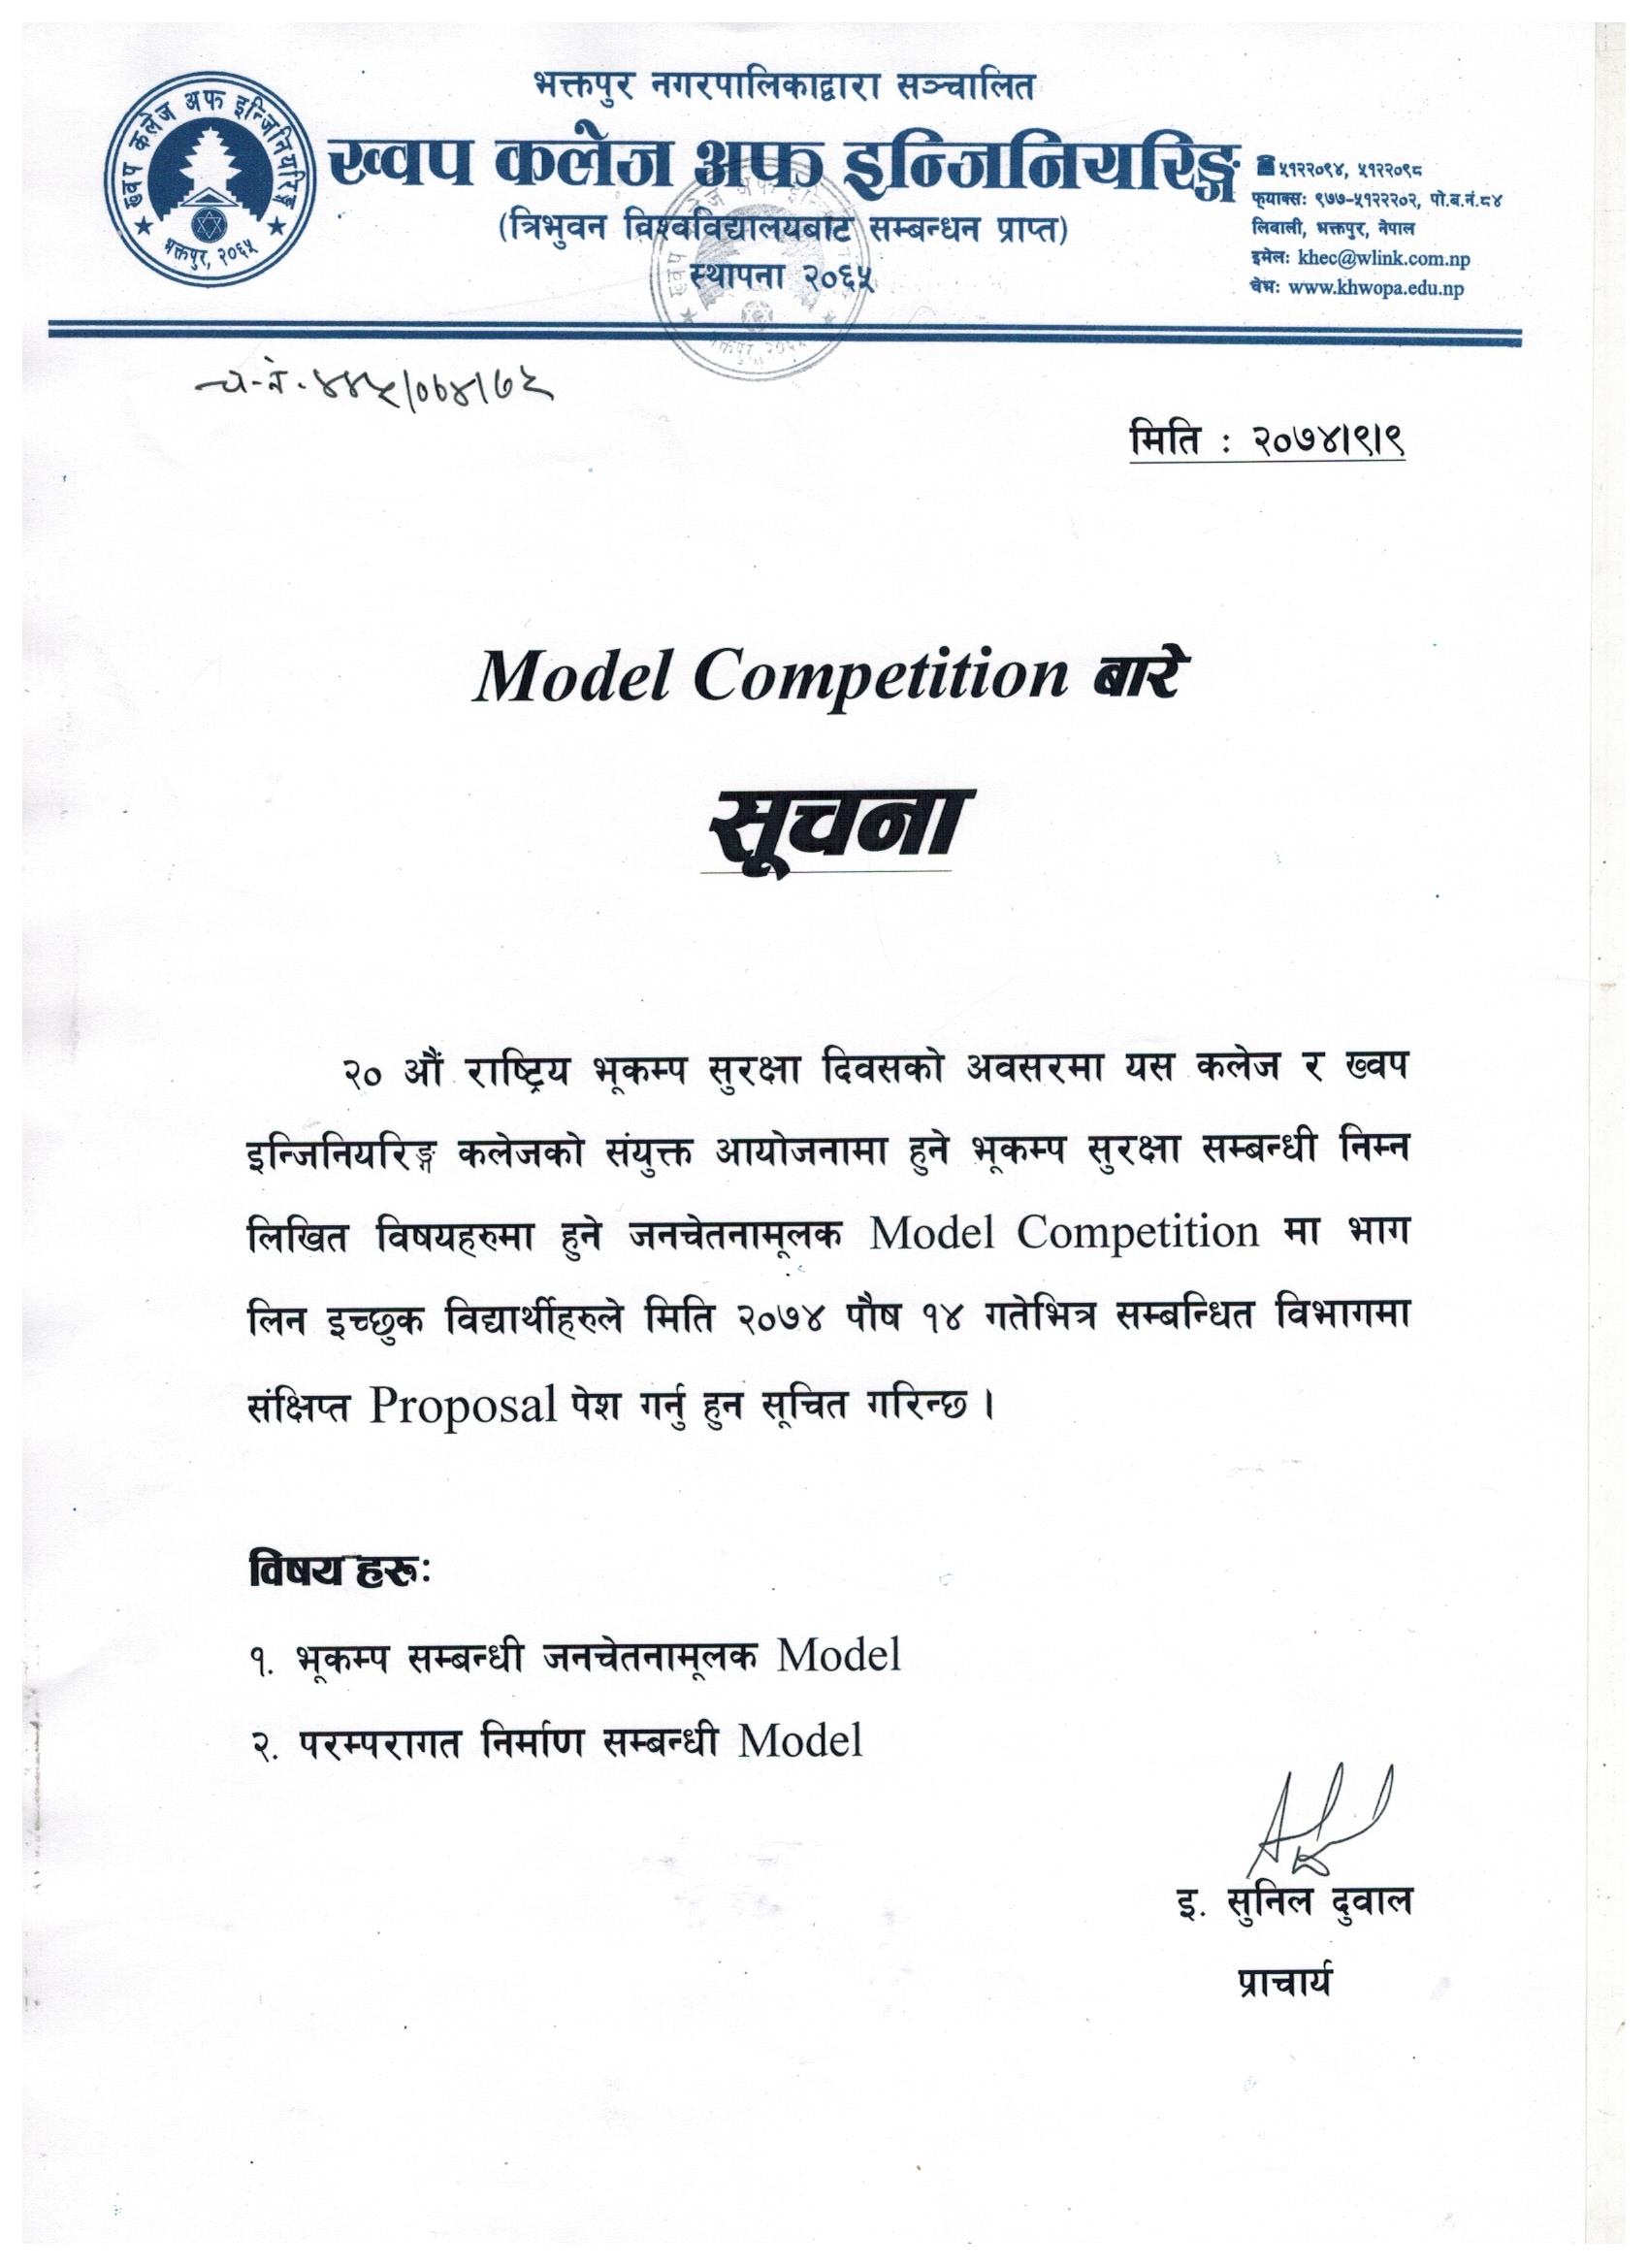 भक्तपुर नगरपालिकाद्वारा सञ्चालित
ख्वप कलेज अफ इन्जिनियरिङ्ग
(त्रिभुवन विश्वविद्यालयबाट सम्बन्धन प्राप्त)
स्थापना २०६५
ख्वप कलेज अफ इन्जिनियरिङ्ग
भक्तपुर, २०६५
☎५१२२०९४, ५१२२०९८
फ्याक्सः ९७७-५१२२२०२, पो.ब.नं.८४
लिवाली, भक्तपुर, नेपाल
इमेलः khec@wlink.com.np
वेभः www.khwopa.edu.np
च.नं. ४४५/०७४/७५
मिति : २०७४।९।९
Model Competition बारे
सूचना
२० औं राष्ट्रिय भूकम्प सुरक्षा दिवसको अवसरमा यस कलेज र ख्वप
इन्जिनियरिङ्ग कलेजको संयुक्त आयोजनामा हुने भूकम्प सुरक्षा सम्बन्धी निम्न
लिखित विषयहरुमा हुने जनचेतनामूलक Model Competition मा भाग
लिन इच्छुक विद्यार्थीहरुले मिति २०७४ पौष १४ गतेभित्र सम्बन्धित विभागमा
संक्षिप्त Proposal पेश गर्नु हुन सूचित गरिन्छ ।
विषय हरुः
१. भूकम्प सम्बन्धी जनचेतनामूलक Model
२. परम्परागत निर्माण सम्बन्धी Model
इ. सुनिल दुवाल
प्राचार्य